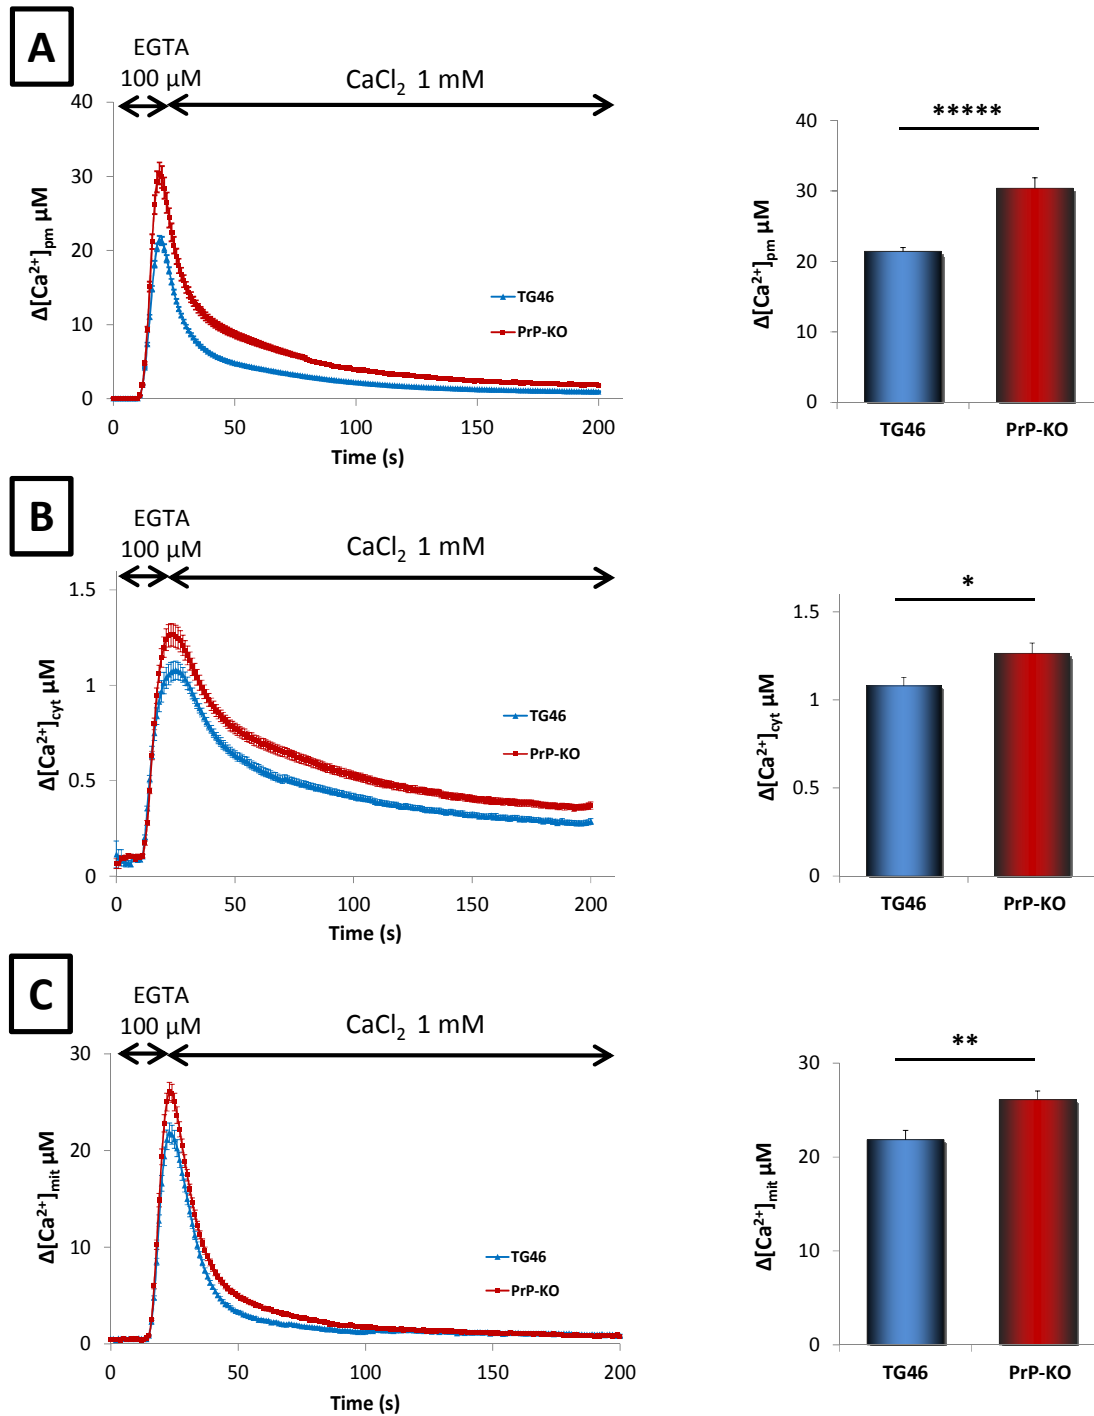 A
EGTA
100 µM
CaCl2 1 mM
40
30
20
10
0
Δ[Ca2+]pm µM
TG46
PrP-KO
0
50
100
150
200
Time (s)
*****
40
30
20
10
0
Δ[Ca2+]pm µM
TG46
PrP-KO
B
EGTA
100 µM
CaCl2 1 mM
1.5
1
0.5
0
Δ[Ca2+]cyt µM
TG46
PrP-KO
0
50
100
150
200
Time (s)
*
1.5
1
0.5
0
Δ[Ca2+]cyt µM
TG46
PrP-KO
C
EGTA
100 µM
CaCl2 1 mM
30
20
10
0
Δ[Ca2+]mit µM
TG46
PrP-KO
0
50
100
150
200
Time (s)
**
30
20
10
0
Δ[Ca2+]mit µM
TG46
PrP-KO